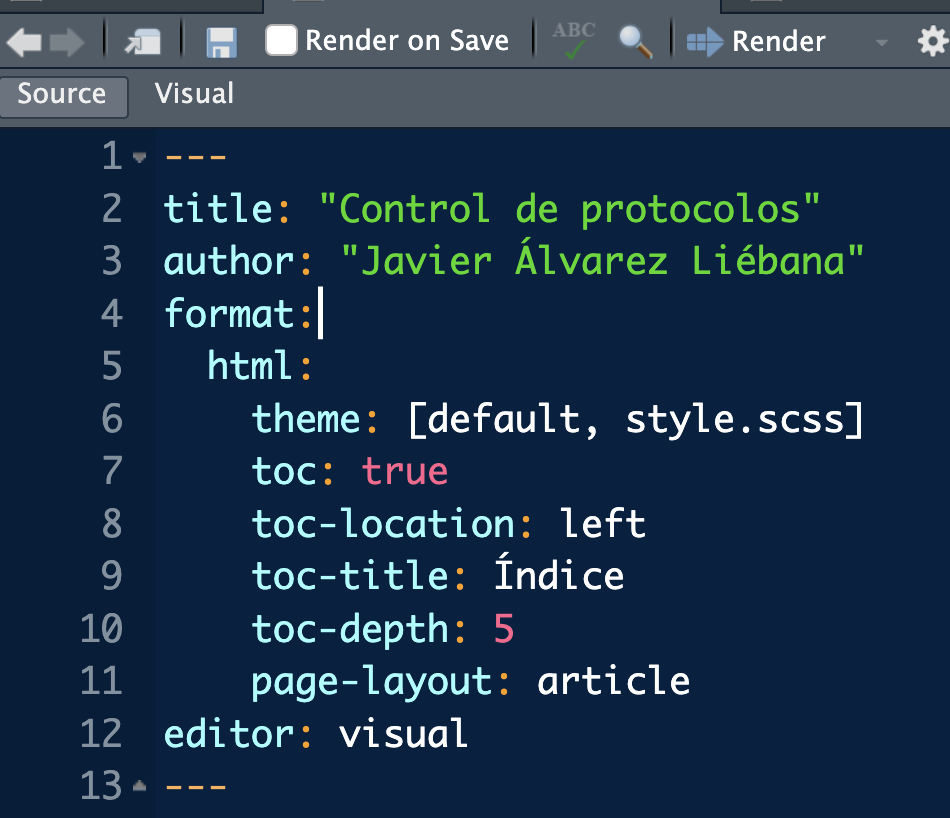 Render on Save ABC Render
Source Visual
1 ---
2 title: "Control de protocolos"
3 author: "Javier Álvarez Liébana"
4 format:
5   html:
6     theme: [default, style.scss]
7     toc: true
8     toc-location: left
9     toc-title: Índice
10     toc-depth: 5
11     page-layout: article
12 editor: visual
13 ---